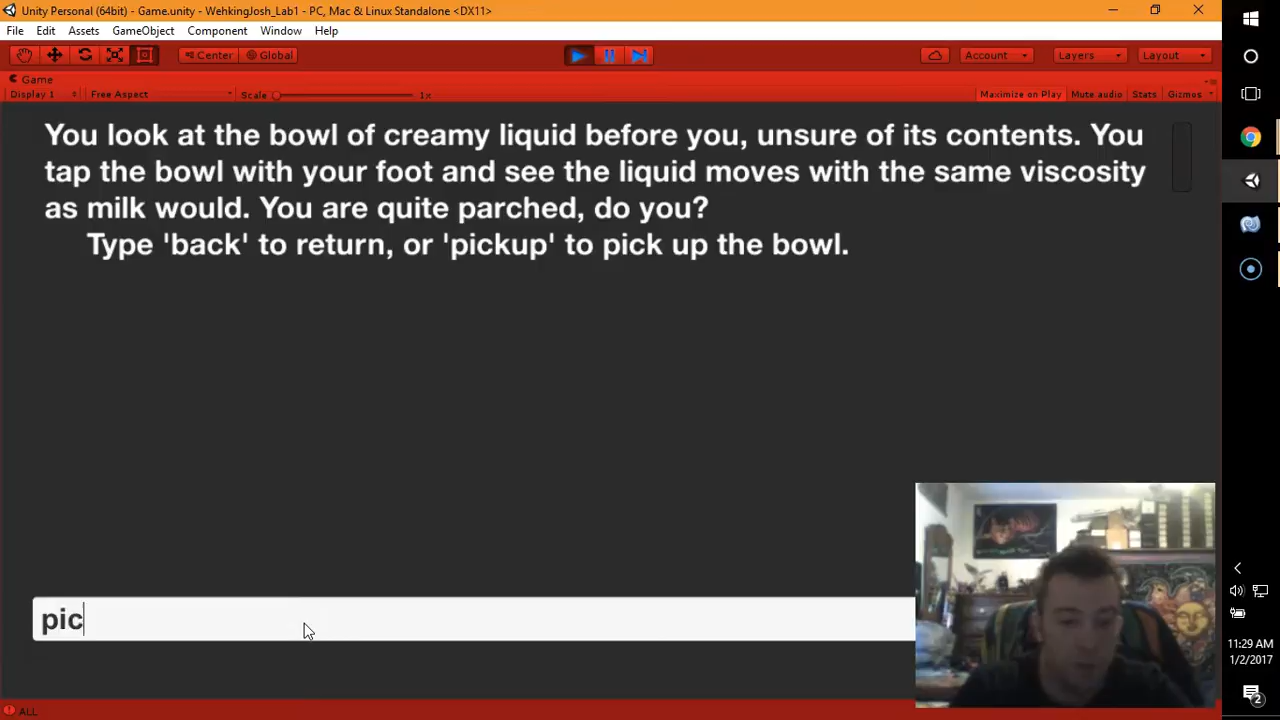 Unity Personal (64bit) - Game.unity - WehkingJosh_Lab1 - PC, Mac & Linux Standalone <DX11>
File Edit Assets GameObject Component Window Help
Center Global Account Layers Layout
Game
Display 1 Free Aspect Scale 1x Maximize on Play Mute audio Stats Gizmos
You look at the bowl of creamy liquid before you, unsure of its contents. You
tap the bowl with your foot and see the liquid moves with the same viscosity
as milk would. You are quite parched, do you?
Type 'back' to return, or 'pickup' to pick up the bowl.
pic
11:29 AM
1/2/2017
2
ALL